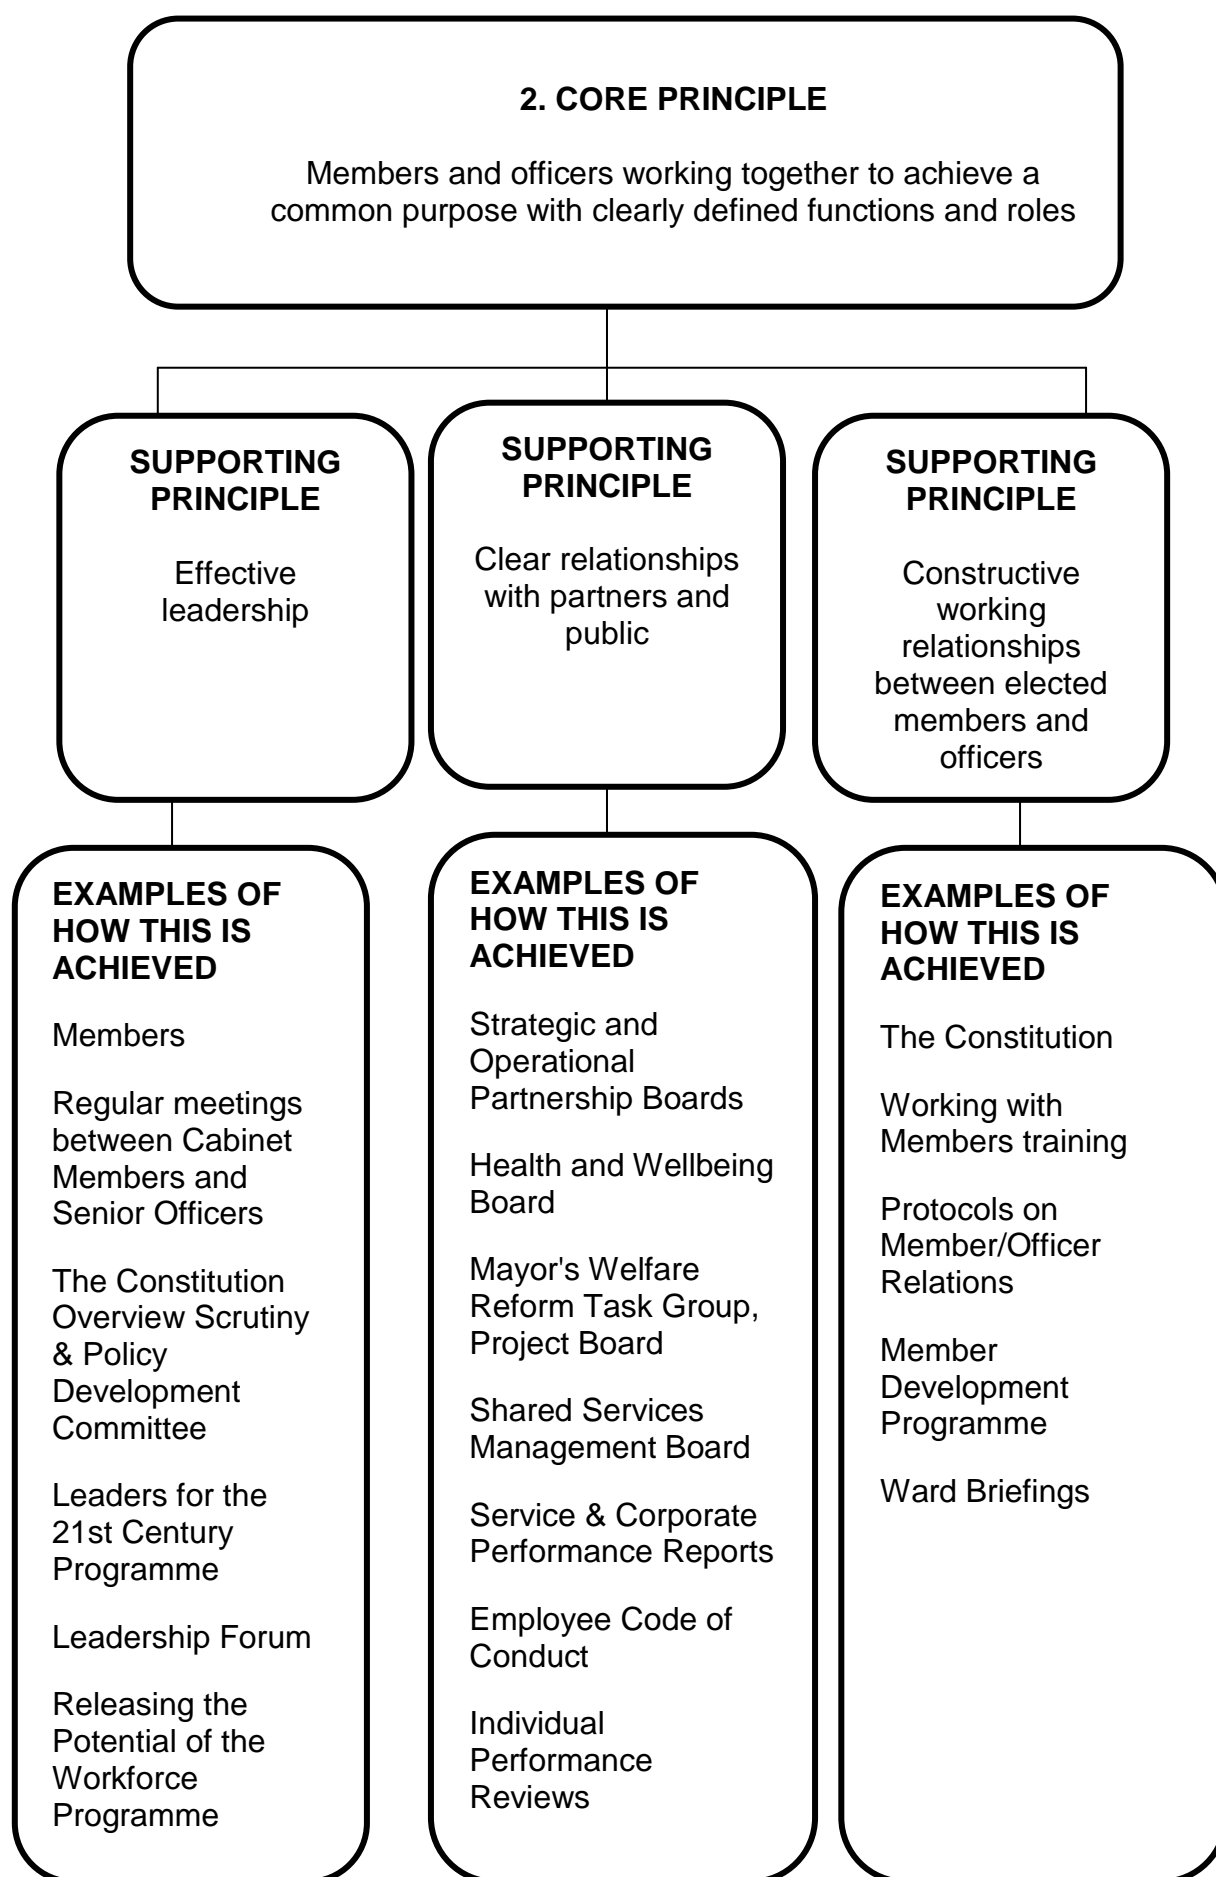 2. CORE PRINCIPLE
Members and officers working together to achieve a
common purpose with clearly defined functions and roles
SUPPORTING
PRINCIPLE
Effective
leadership
SUPPORTING
PRINCIPLE
Clear relationships
with partners and
public
SUPPORTING
PRINCIPLE
Constructive
working
relationships
between elected
members and
officers
EXAMPLES OF
HOW THIS IS
ACHIEVED
Members
Regular meetings
between Cabinet
Members and
Senior Officers
The Constitution
Overview Scrutiny
& Policy
Development
Committee
Leaders for the
21st Century
Programme
Leadership Forum
Releasing the
Potential of the
Workforce
Programme
EXAMPLES OF
HOW THIS IS
ACHIEVED
Strategic and
Operational
Partnership Boards
Health and Wellbeing
Board
Mayor's Welfare
Reform Task Group,
Project Board
Shared Services
Management Board
Service & Corporate
Performance Reports
Employee Code of
Conduct
Individual
Performance
Reviews
EXAMPLES OF
HOW THIS IS
ACHIEVED
The Constitution
Working with
Members training
Protocols on
Member/Officer
Relations
Member
Development
Programme
Ward Briefings